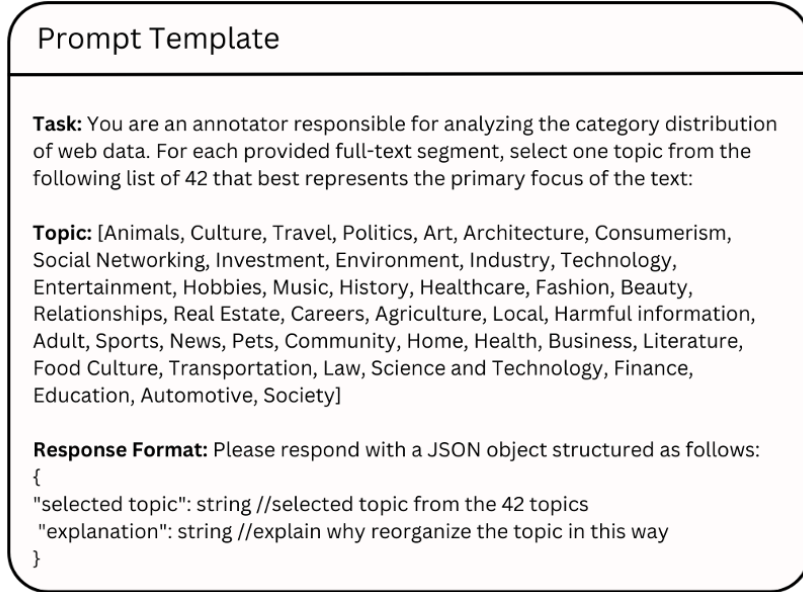 Prompt Template
Task: You are an annotator responsible for analyzing the category distribution
of web data. For each provided full-text segment, select one topic from the
following list of 42 that best represents the primary focus of the text:
Topic: [Animals, Culture, Travel, Politics, Art, Architecture, Consumerism,
Social Networking, Investment, Environment, Industry, Technology,
Entertainment, Hobbies, Music, History, Healthcare, Fashion, Beauty,
Relationships, Real Estate, Careers, Agriculture, Local, Harmful information,
Adult, Sports, News, Pets, Community, Home, Health, Business, Literature,
Food Culture, Transportation, Law, Science and Technology, Finance,
Education, Automotive, Society]
Response Format: Please respond with a JSON object structured as follows:
{
"selected topic": string //selected topic from the 42 topics
"explanation": string //explain why reorganize the topic in this way
}